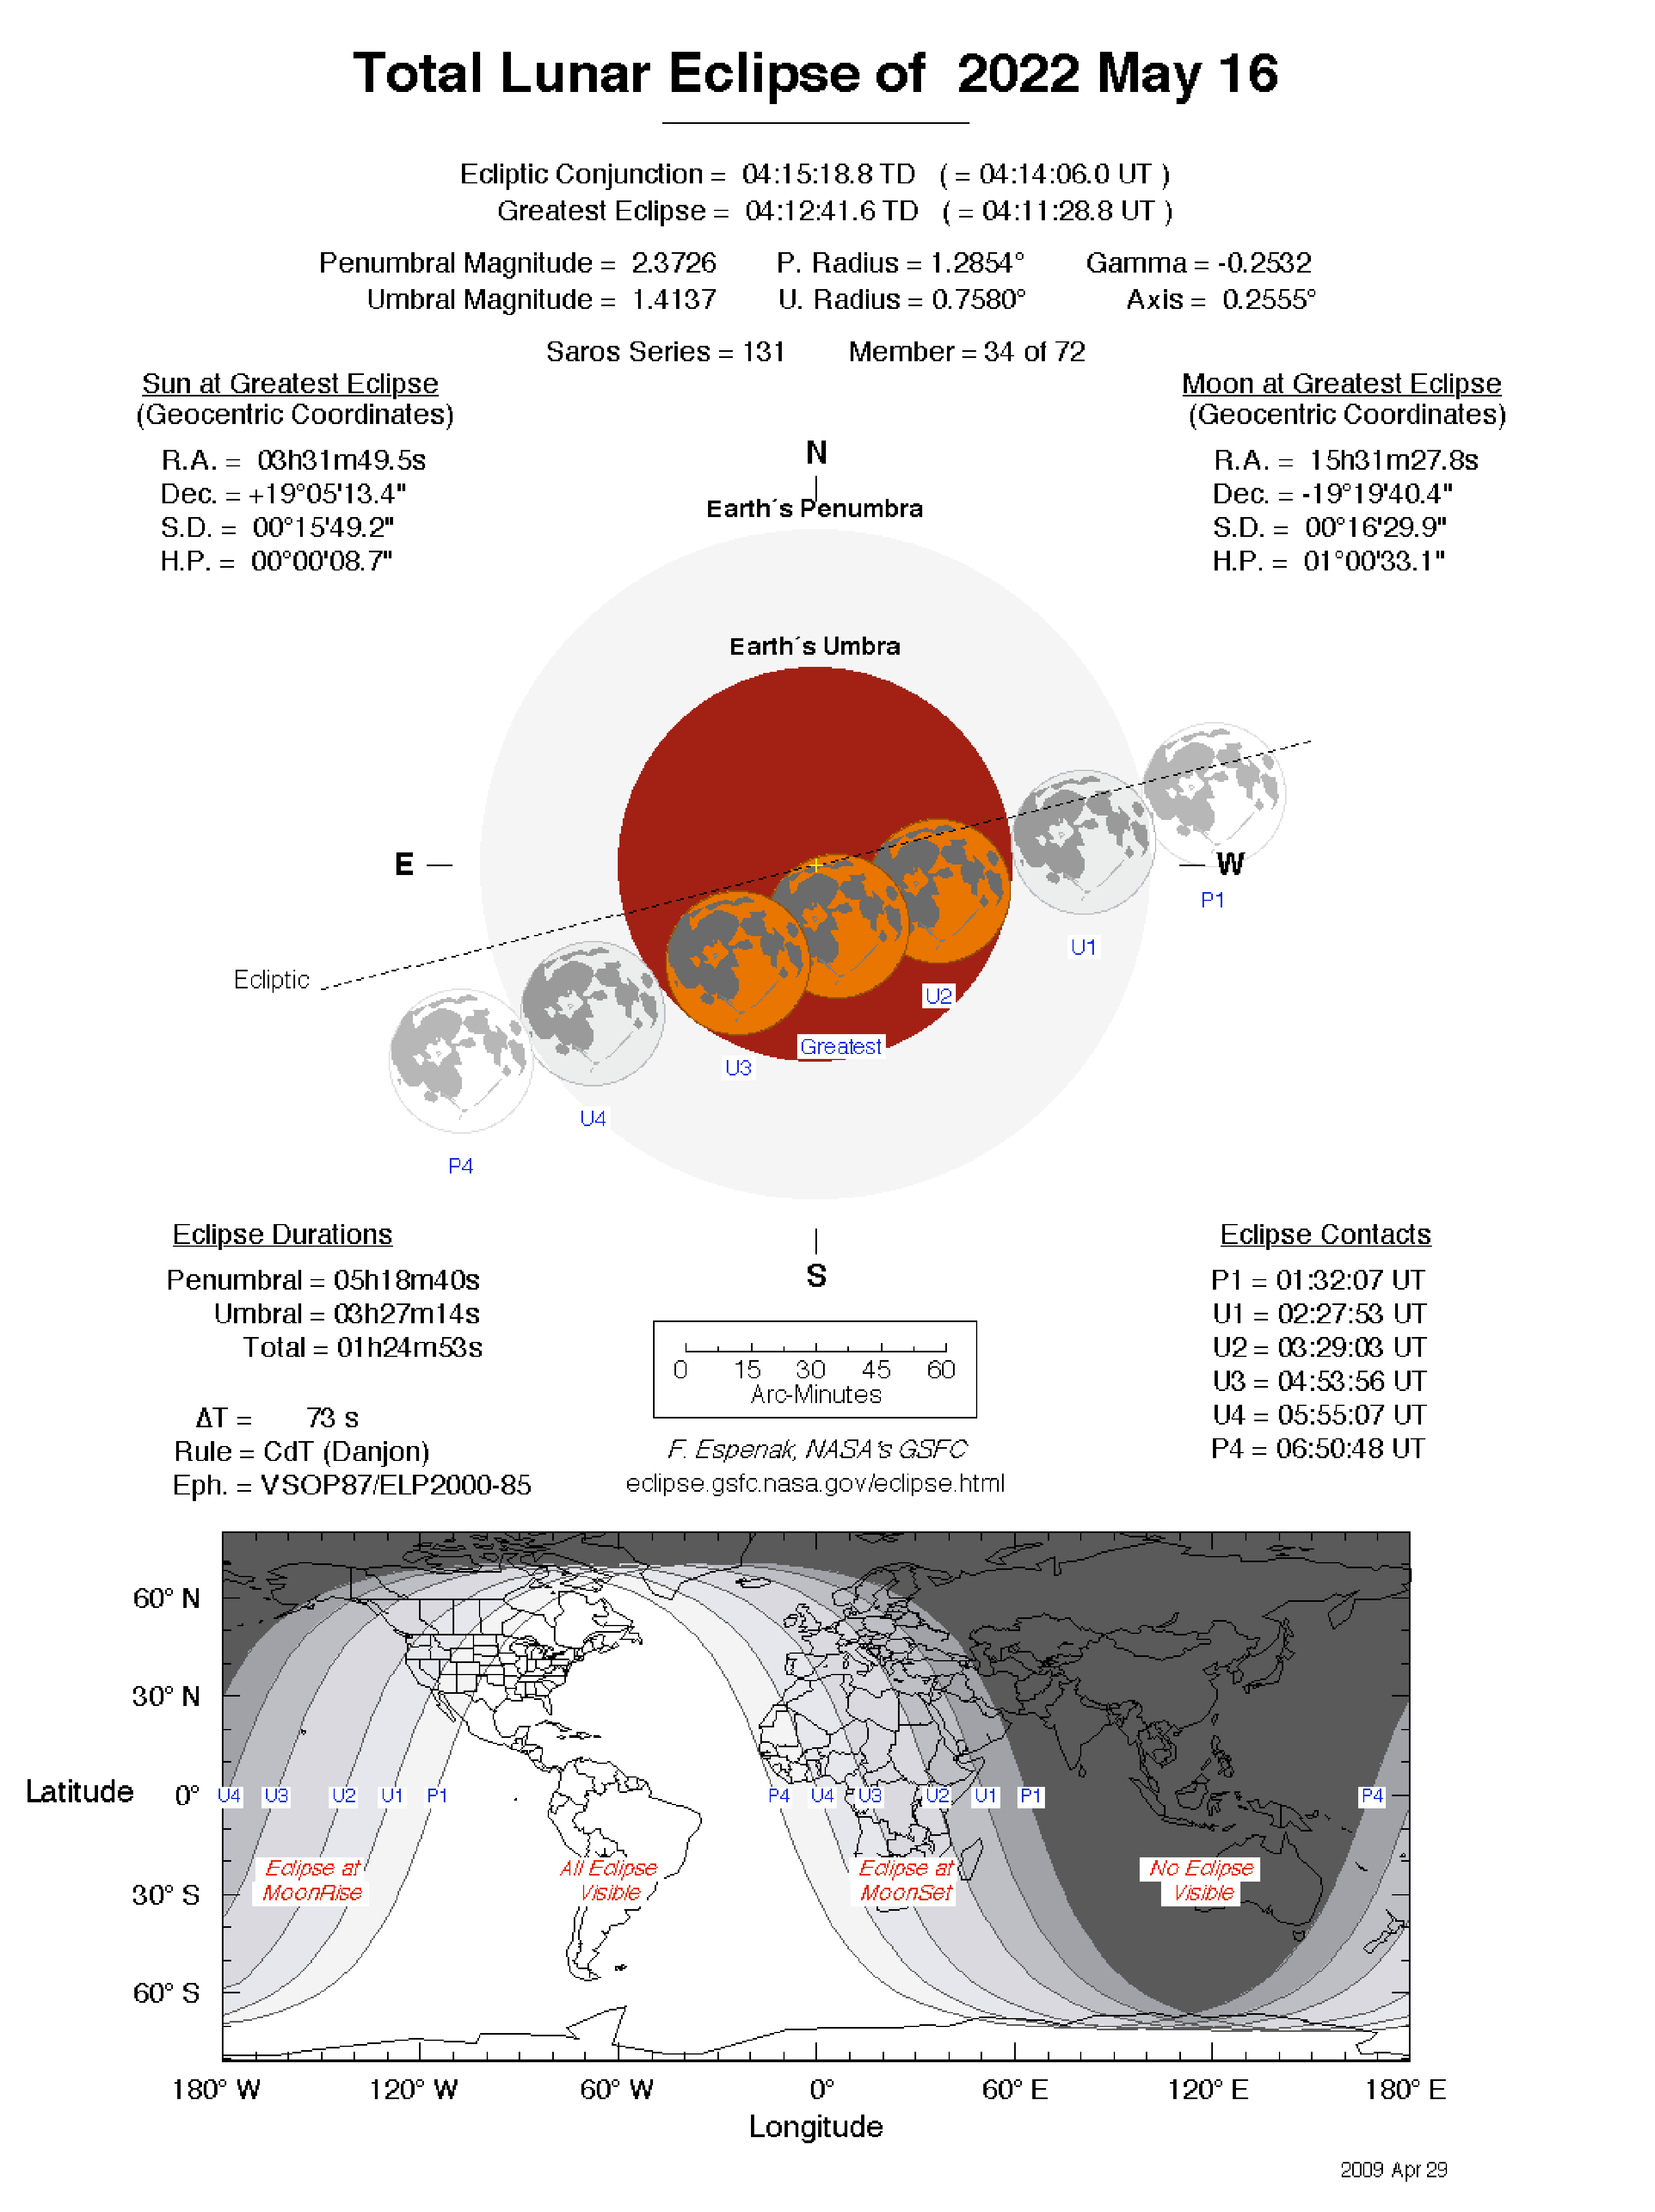 Total Lunar Eclipse of 2022 May 16
Ecliptic Conjunction = 04:15:18.8 TD ( = 04:14:06.0 UT )
Greatest Eclipse = 04:12:41.6 TD ( = 04:11:28.8 UT )
Penumbral Magnitude = 2.3726 P. Radius = 1.2854° Gamma = -0.2532
Umbral Magnitude = 1.4137 U. Radius = 0.7580° Axis = 0.2555°
Saros Series = 131 Member = 34 of 72
Sun at Greatest Eclipse
(Geocentric Coordinates)
R.A. = 03h31m49.5s
Dec. = +19°05'13.4"
S.D. = 00°15'49.2"
H.P. = 00°00'08.7"
Moon at Greatest Eclipse
(Geocentric Coordinates)
R.A. = 15h31m27.8s
Dec. = -19°19'40.4"
S.D. = 00°16'29.9"
H.P. = 01°00'33.1"
N
Earth´s Penumbra
Earth´s Umbra
E
W
P1
U1
Ecliptic
U2
Greatest
U3
U4
P4
S
Eclipse Durations
Penumbral = 05h18m40s
Umbral = 03h27m14s
Total = 01h24m53s
ΔT = 73 s
Rule = CdT (Danjon)
Eph. = VSOP87/ELP2000-85
0 15 30 45 60
Arc-Minutes
F. Espenak, NASA's GSFC
eclipse.gsfc.nasa.gov/eclipse.html
Eclipse Contacts
P1 = 01:32:07 UT
U1 = 02:27:53 UT
U2 = 03:29:03 UT
U3 = 04:53:56 UT
U4 = 05:55:07 UT
P4 = 06:50:48 UT
60° N
30° N
Latitude 0°
30° S
60° S
U4 U3 U2 U1 P1 P4 U4 U3 U2 U1 P1 P4
Eclipse at
MoonRise
All Eclipse
Visible
Eclipse at
MoonSet
No Eclipse
Visible
180° W 120° W 60° W 0° 60° E 120° E 180° E
Longitude
2009 Apr 29